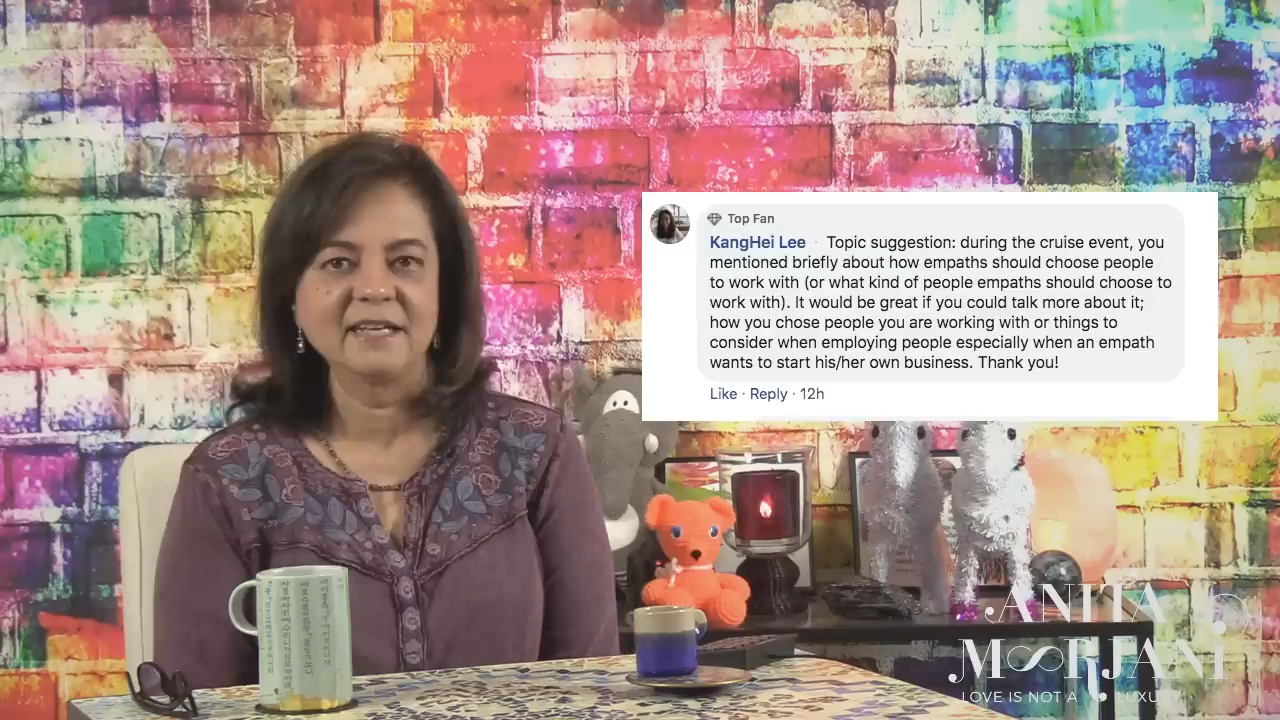 Top Fan
KangHei Lee · Topic suggestion: during the cruise event, you
mentioned briefly about how empaths should choose people
to work with (or what kind of people empaths should choose to
work with). It would be great if you could talk more about it;
how you chose people you are working with or things to
consider when employing people especially when an empath
wants to start his/her own business. Thank you!
Like · Reply · 12h
ANITA
MOORJANI
LOVE IS NOT A LUXURY